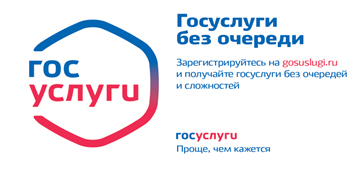 гос
услуги
Госуслуги
без очереди
Зарегистрируйтесь на gosuslugi.ru
и получайте госуслуги без очередей
и сложностей
госуслуги
Проще, чем кажется